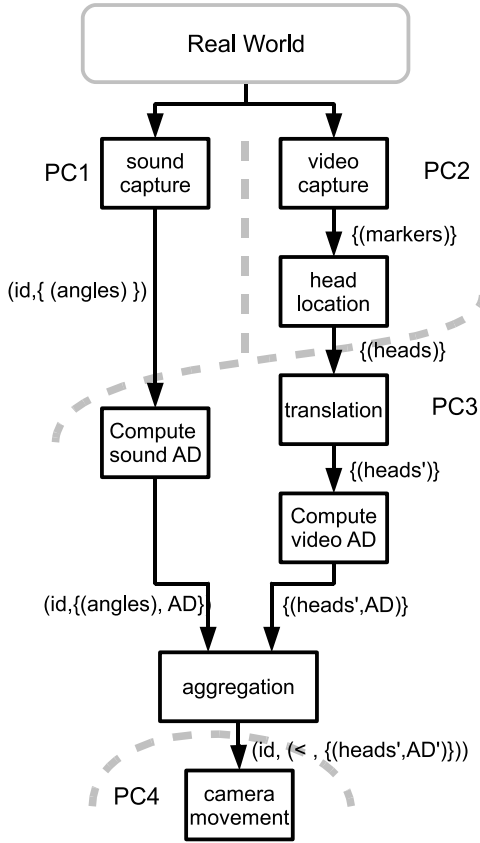 Real World
PC1
sound
capture
video
capture
PC2
{(markers)}
(id,{ (angles) })
head
location
{(heads)}
translation
PC3
Compute
sound AD
{(heads')}
Compute
video AD
(id,{(angles), AD})
{(heads',AD)}
aggregation
(id, (< , {(heads',AD')}))
PC4
camera
movement